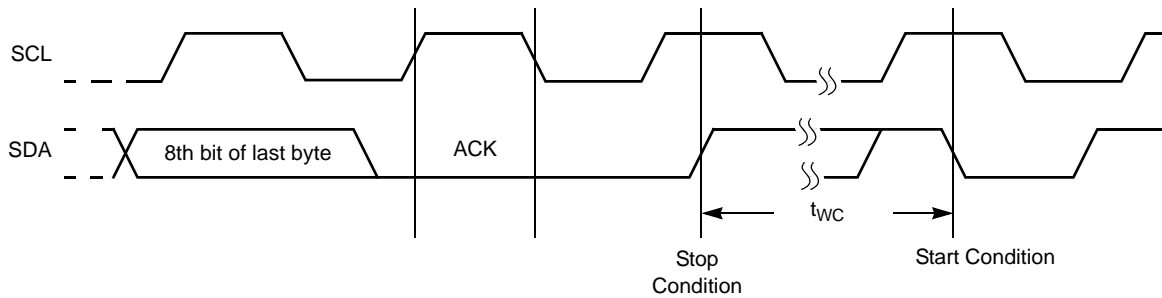 SCL
SDA
8th bit of last byte
ACK
tWC
Stop
Condition
Start Condition